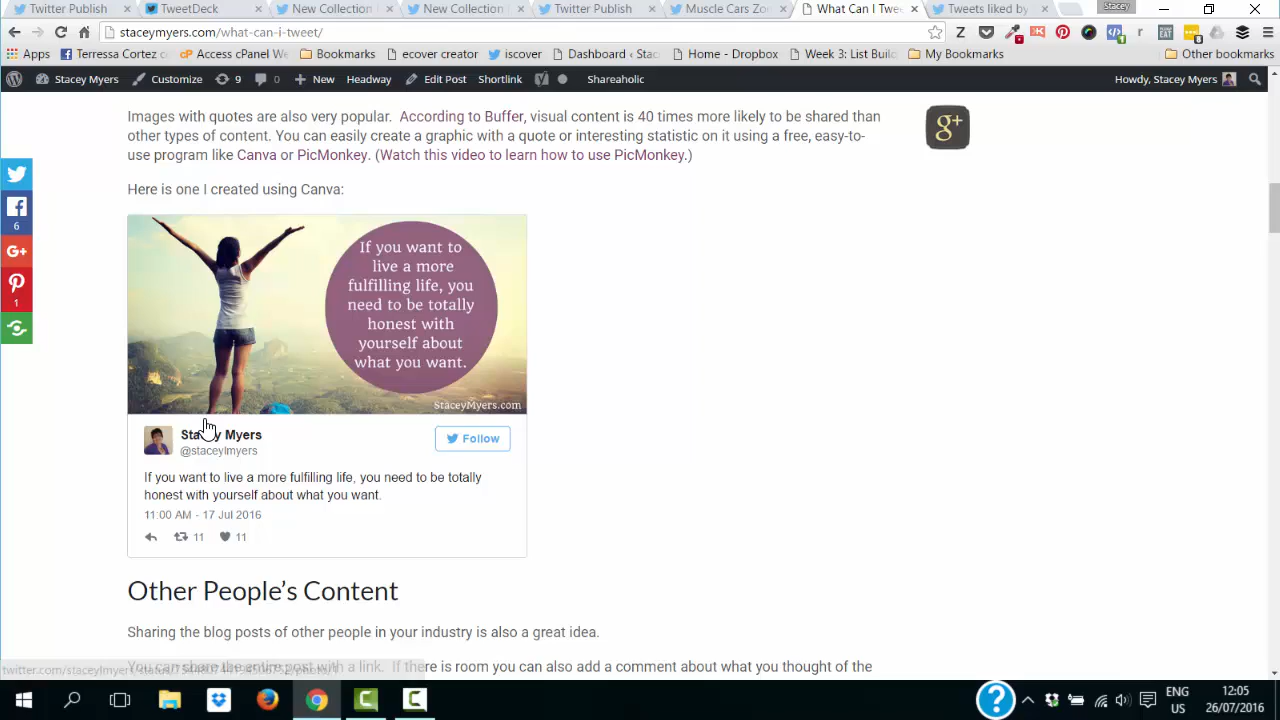 Twitter Publish
TweetDeck
New Collection
New Collection
Twitter Publish
Muscle Cars Zo
What Can I Twe
Tweets liked by
Stacey
staceymyers.com/what-can-i-tweet/
Apps
Terressa Cortez c
Access cPanel We
Bookmarks
ecover creator
iscover
Dashboard ‹ Stac
Home - Dropbox
Week 3: List Build
My Bookmarks
Other bookmarks
Stacey Myers
Customize
9
0
New
Headway
Edit Post
Shortlink
Shareaholic
Howdy, Stacey Myers
Images with quotes are also very popular. According to Buffer, visual content is 40 times more likely to be shared than
other types of content. You can easily create a graphic with a quote or interesting statistic on it using a free, easy-to-
use program like Canva or PicMonkey. (Watch this video to learn how to use PicMonkey.)
Here is one I created using Canva:
6
G+
1
g+
If you want to
live a more
fulfilling life, you
need to be totally
honest with
yourself about
what you want.
StaceyMyers.com
Stacey Myers
@staceylmyers
Follow
If you want to live a more fulfilling life, you need to be totally
honest with yourself about what you want.
11:00 AM - 17 Jul 2016
11
11
Other People's Content
Sharing the blog posts of other people in your industry is also a great idea.
You can share the entire post with a link. If there is room you can also add a comment about what you thought of the
ENG
US
12:05
26/07/2016